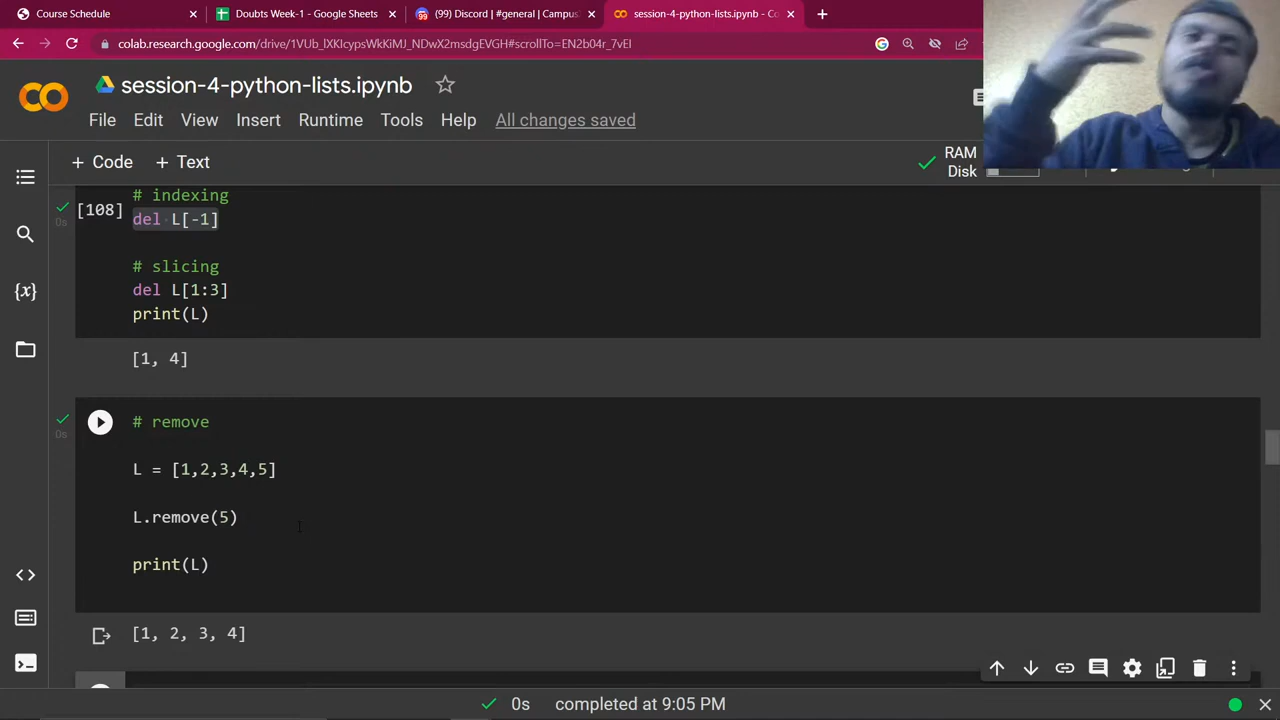 Course Schedule
Doubts Week-1 - Google Sheets
(99) Discord | #general | Campus
session-4-python-lists.ipynb - Co
colab.research.google.com/drive/1VUb_lXKIcypsWkKiMJ_NDwX2msdgEVGH#scrollTo=EN2b04r_7vEl
session-4-python-lists.ipynb
File Edit View Insert Runtime Tools Help All changes saved
+ Code + Text
RAM
Disk
# indexing
[108] del L[-1]
0s
# slicing
del L[1:3]
print(L)
[1, 4]
# remove
0s
L = [1,2,3,4,5]
L.remove(5)
print(L)
[1, 2, 3, 4]
0s completed at 9:05 PM